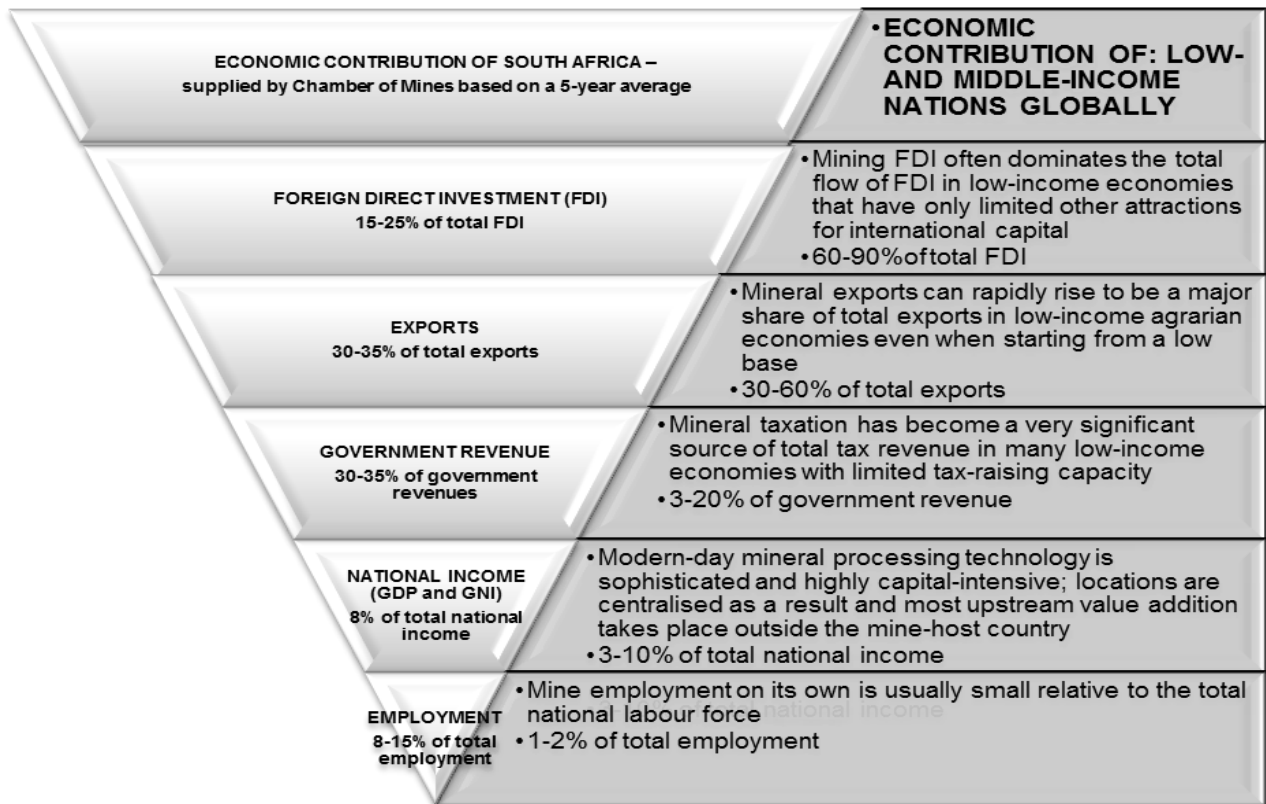 ECONOMIC CONTRIBUTION OF SOUTH AFRICA –
supplied by Chamber of Mines based on a 5-year average
•ECONOMIC
CONTRIBUTION OF: LOW-
AND MIDDLE-INCOME
NATIONS GLOBALLY
FOREIGN DIRECT INVESTMENT (FDI)
15-25% of total FDI
•Mining FDI often dominates the total
flow of FDI in low-income economies
that have only limited other attractions
for international capital
•60-90% of total FDI
EXPORTS
30-35% of total exports
•Mineral exports can rapidly rise to be a major
share of total exports in low-income agrarian
economies even when starting from a low
base
•30-60% of total exports
GOVERNMENT REVENUE
30-35% of government
revenues
•Mineral taxation has become a very significant
source of total tax revenue in many low-income
economies with limited tax-raising capacity
•3-20% of government revenue
NATIONAL INCOME
(GDP and GNI)
8% of total national
income
•Modern-day mineral processing technology is
sophisticated and highly capital-intensive; locations are
centralised as a result and most upstream value addition
takes place outside the mine-host country
•3-10% of total national income
EMPLOYMENT
8-15% of total
employment
•Mine employment on its own is usually small relative to the total
national labour force
•1-2% of total employment